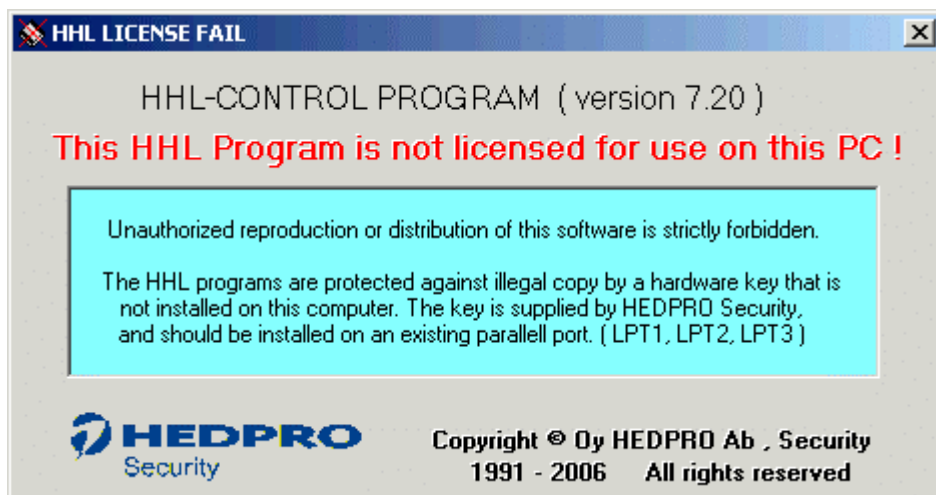 HHL LICENSE FAIL
HHL-CONTROL PROGRAM ( version 7.20 )
This HHL Program is not licensed for use on this PC !
Unauthorized reproduction or distribution of this software is strictly forbidden.
The HHL programs are protected against illegal copy by a hardware key that is
not installed on this computer. The key is supplied by HEDPRO Security,
and should be installed on an existing parallell port. ( LPT1, LPT2, LPT3 )
HEDPRO
Security
Copyright © Oy HEDPRO Ab , Security
1991 - 2006 All rights reserved